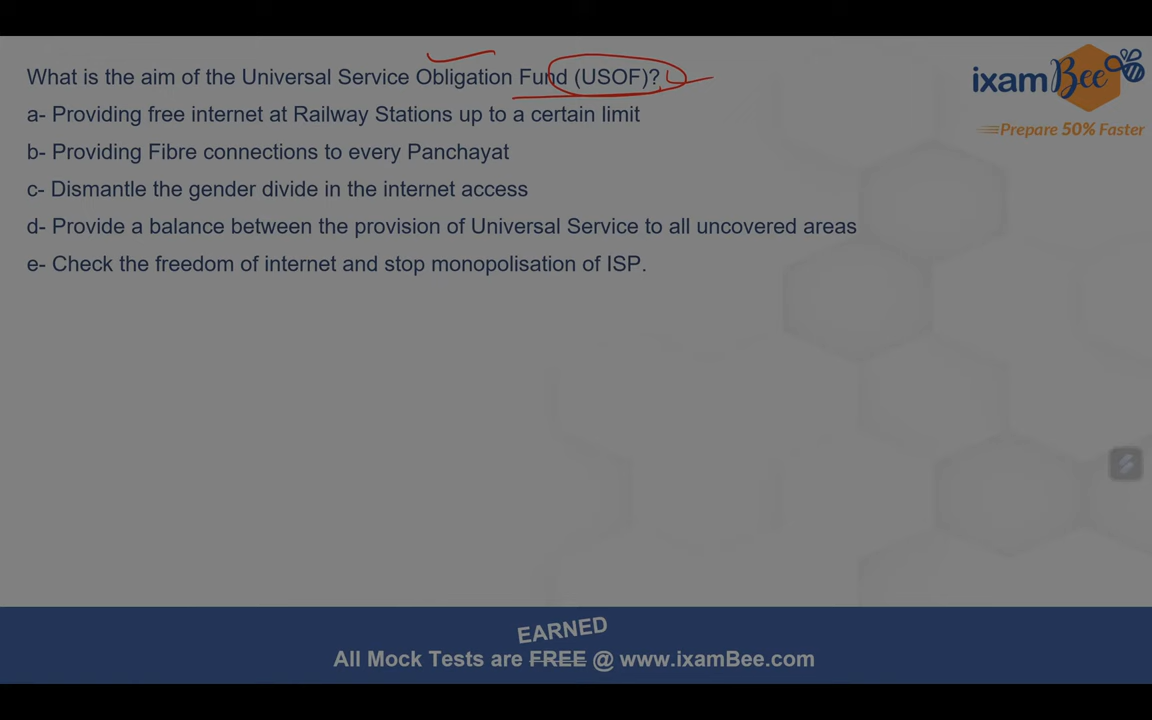 What is the aim of the Universal Service Obligation Fund (USOF)?
a- Providing free internet at Railway Stations up to a certain limit
b- Providing Fibre connections to every Panchayat
c- Dismantle the gender divide in the internet access
d- Provide a balance between the provision of Universal Service to all uncovered areas
e- Check the freedom of internet and stop monopolisation of ISP.
ixamBee
Prepare 50% Faster
EARNED
All Mock Tests are FREE @ www.ixamBee.com